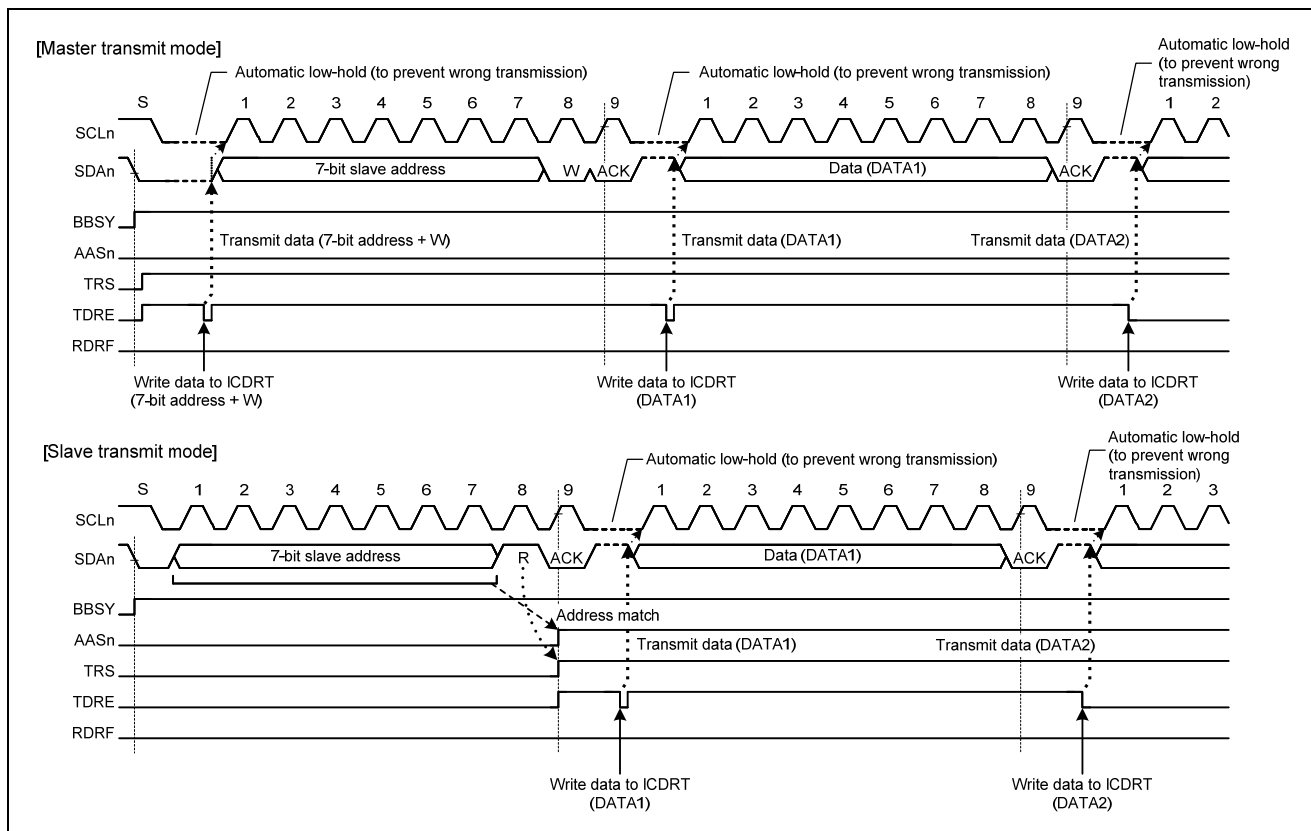 [Master transmit mode]
Automatic low-hold (to prevent wrong transmission)
Automatic low-hold (to prevent wrong transmission)
Automatic low-hold
(to prevent wrong
transmission)
S 1 2 3 4 5 6 7 8 9 1 2 3 4 5 6 7 8 9 1 2
SCLn
SDAn 7-bit slave address W ACK Data (DATA1) ACK
BBSY
Transmit data (7-bit address + W) Transmit data (DATA1) Transmit data (DATA2)
AASn
TRS
TDRE
RDRF
Write data to ICDRT
(7-bit address + W)
Write data to ICDRT
(DATA1)
Write data to ICDRT
(DATA2)
[Slave transmit mode]
Automatic low-hold (to prevent wrong transmission)
Automatic low-hold
(to prevent wrong
transmission)
S 1 2 3 4 5 6 7 8 9 1 2 3 4 5 6 7 8 9 1 2 3
SCLn
SDAn 7-bit slave address R ACK Data (DATA1) ACK
BBSY
Address match
AASn
Transmit data (DATA1) Transmit data (DATA2)
TRS
TDRE
RDRF
Write data to ICDRT
(DATA1)
Write data to ICDRT
(DATA2)